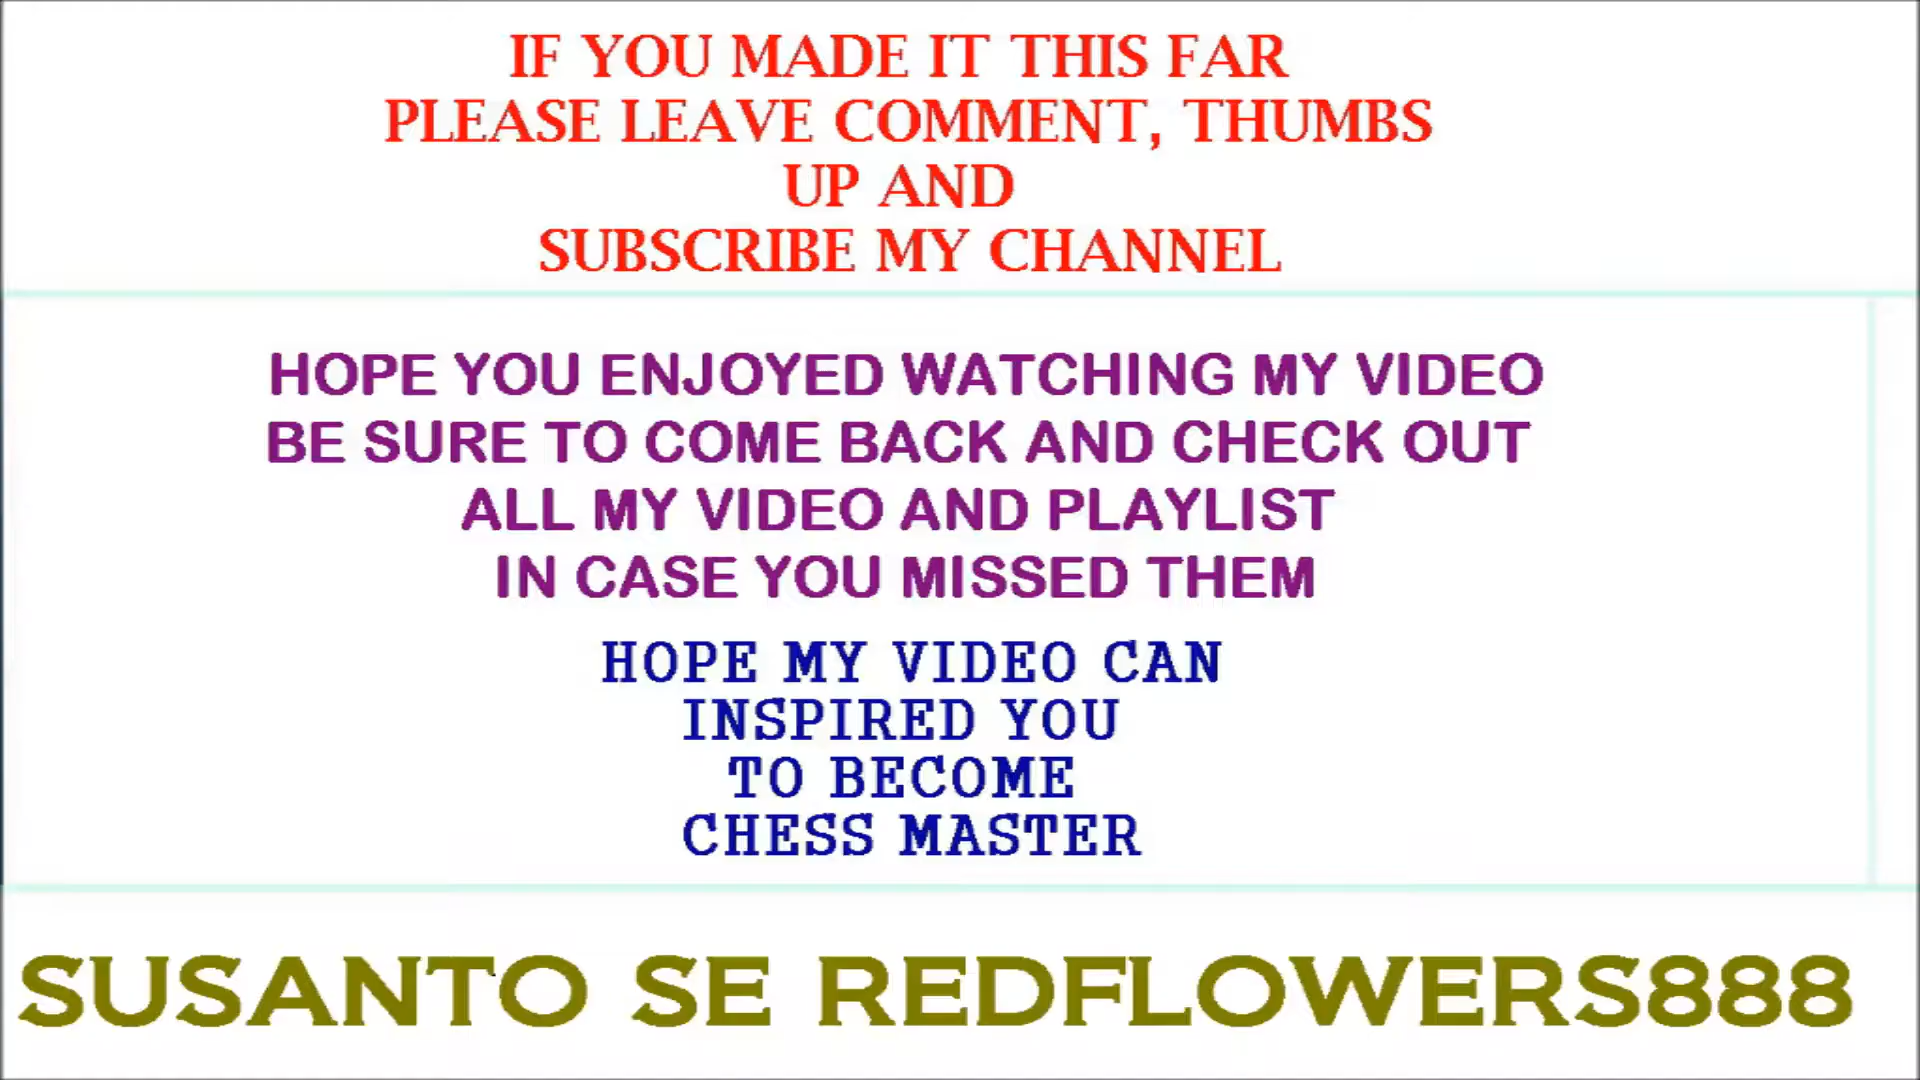 IF YOU MADE IT THIS FAR
PLEASE LEAVE COMMENT, THUMBS
UP AND
SUBSCRIBE MY CHANNEL
HOPE YOU ENJOYED WATCHING MY VIDEO
BE SURE TO COME BACK AND CHECK OUT
ALL MY VIDEO AND PLAYLIST
IN CASE YOU MISSED THEM
HOPE MY VIDEO CAN
INSPIRED YOU
TO BECOME
CHESS MASTER
SUSANTO SE REDFLOWERS888